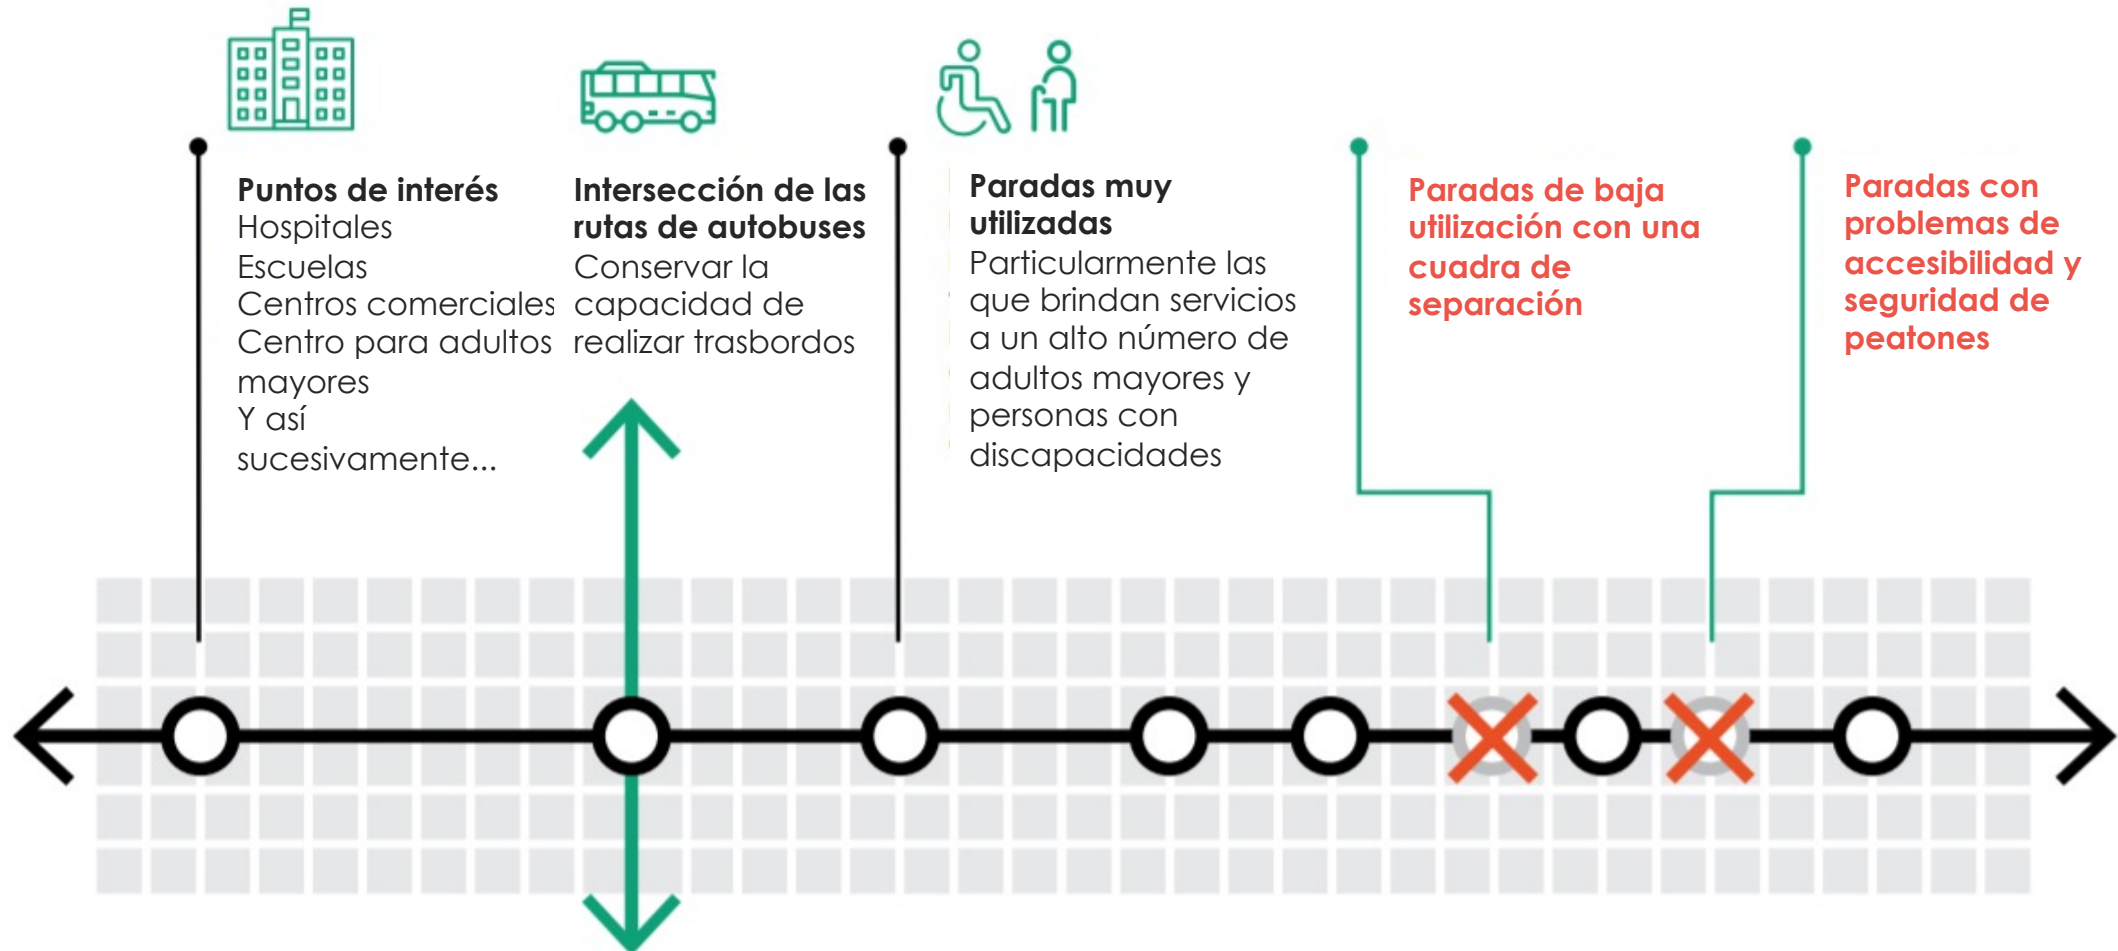 Puntos de interés
Hospitales
Escuelas
Centros comerciales
Centro para adultos
mayores
Y así
sucesivamente...
Intersección de las
rutas de autobuses
Conservar la
capacidad de
realizar trasbordos
Paradas muy
utilizadas
Particularmente las
que brindan servicios
a un alto número de
adultos mayores y
personas con
discapacidades
Paradas de baja
utilización con una
cuadra de
separación
Paradas con
problemas de
accesibilidad y
seguridad de
peatones